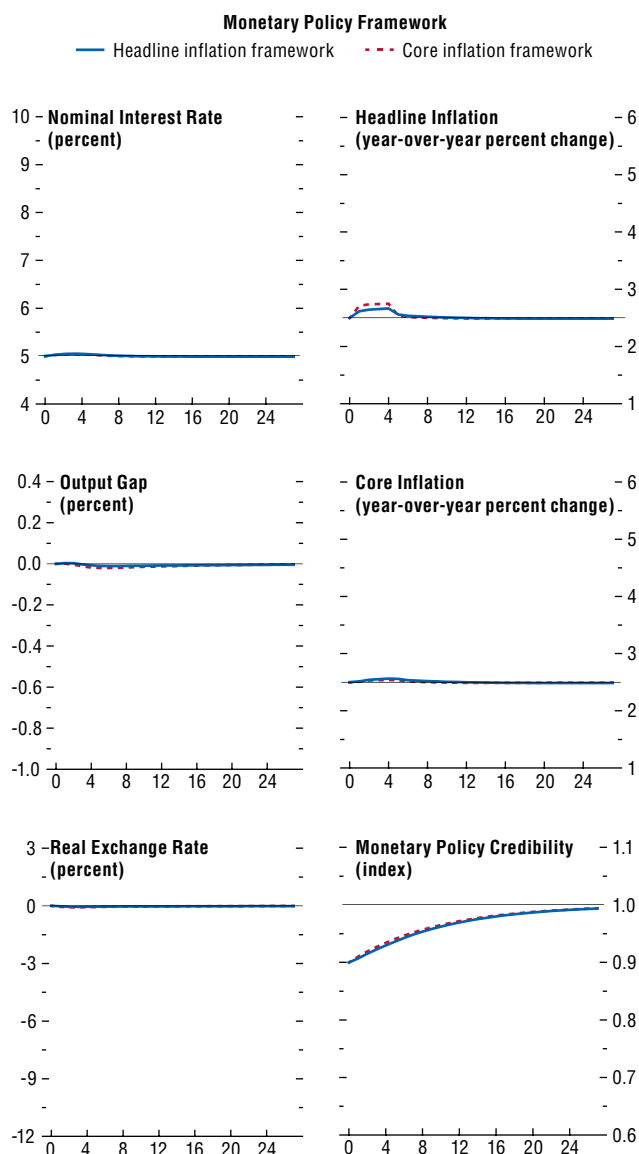 Monetary Policy Framework
Headline inflation framework Core inflation framework
Nominal Interest Rate
(percent)
10
9
8
7
6
5
4
0 4 8 12 16 20 24
Headline Inflation
(year-over-year percent change)
6
5
4
3
2
1
0 4 8 12 16 20 24
Output Gap
(percent)
0.4
0.2
0.0
-0.2
-0.4
-0.6
-0.8
-1.0
0 4 8 12 16 20 24
Core Inflation
(year-over-year percent change)
6
5
4
3
2
1
0 4 8 12 16 20 24
Real Exchange Rate
(percent)
3
0
-3
-6
-9
-12
0 4 8 12 16 20 24
Monetary Policy Credibility
(index)
1.1
1.0
0.9
0.8
0.7
0.6
0 4 8 12 16 20 24